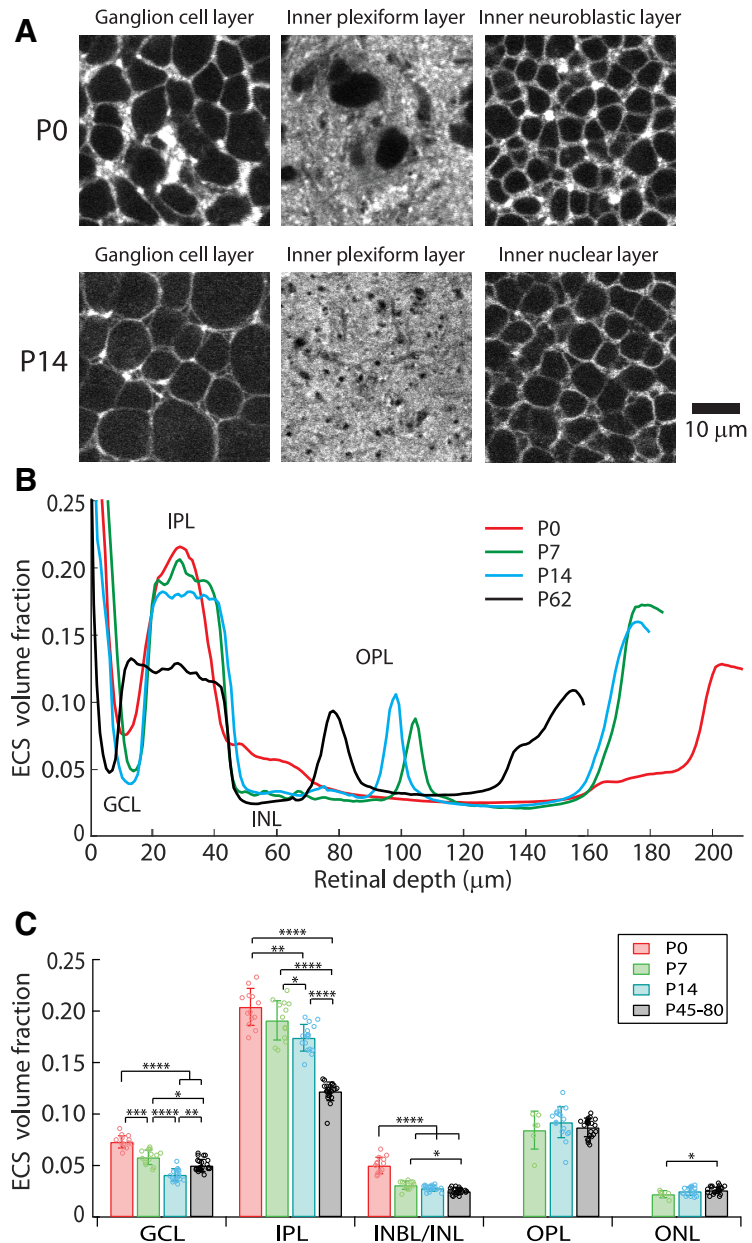 A
Ganglion cell layer Inner plexiform layer Inner neuroblastic layer
P0
Ganglion cell layer Inner plexiform layer Inner nuclear layer
P14
10 μm
B
ECS volume fraction
0.25
0.20
0.15
0.10
0.05
0
IPL
OPL
GCL
INL
P0
P7
P14
P62
0 20 40 60 80 100 120 140 160 180 200
Retinal depth (μm)
C
ECS volume fraction
0.25
0.20
0.15
0.10
0.05
0
P0
P7
P14
P45-80
****
*
*** **** **
****
**
****
*
****
****
*
*
GCL IPL INBL/INL OPL ONL